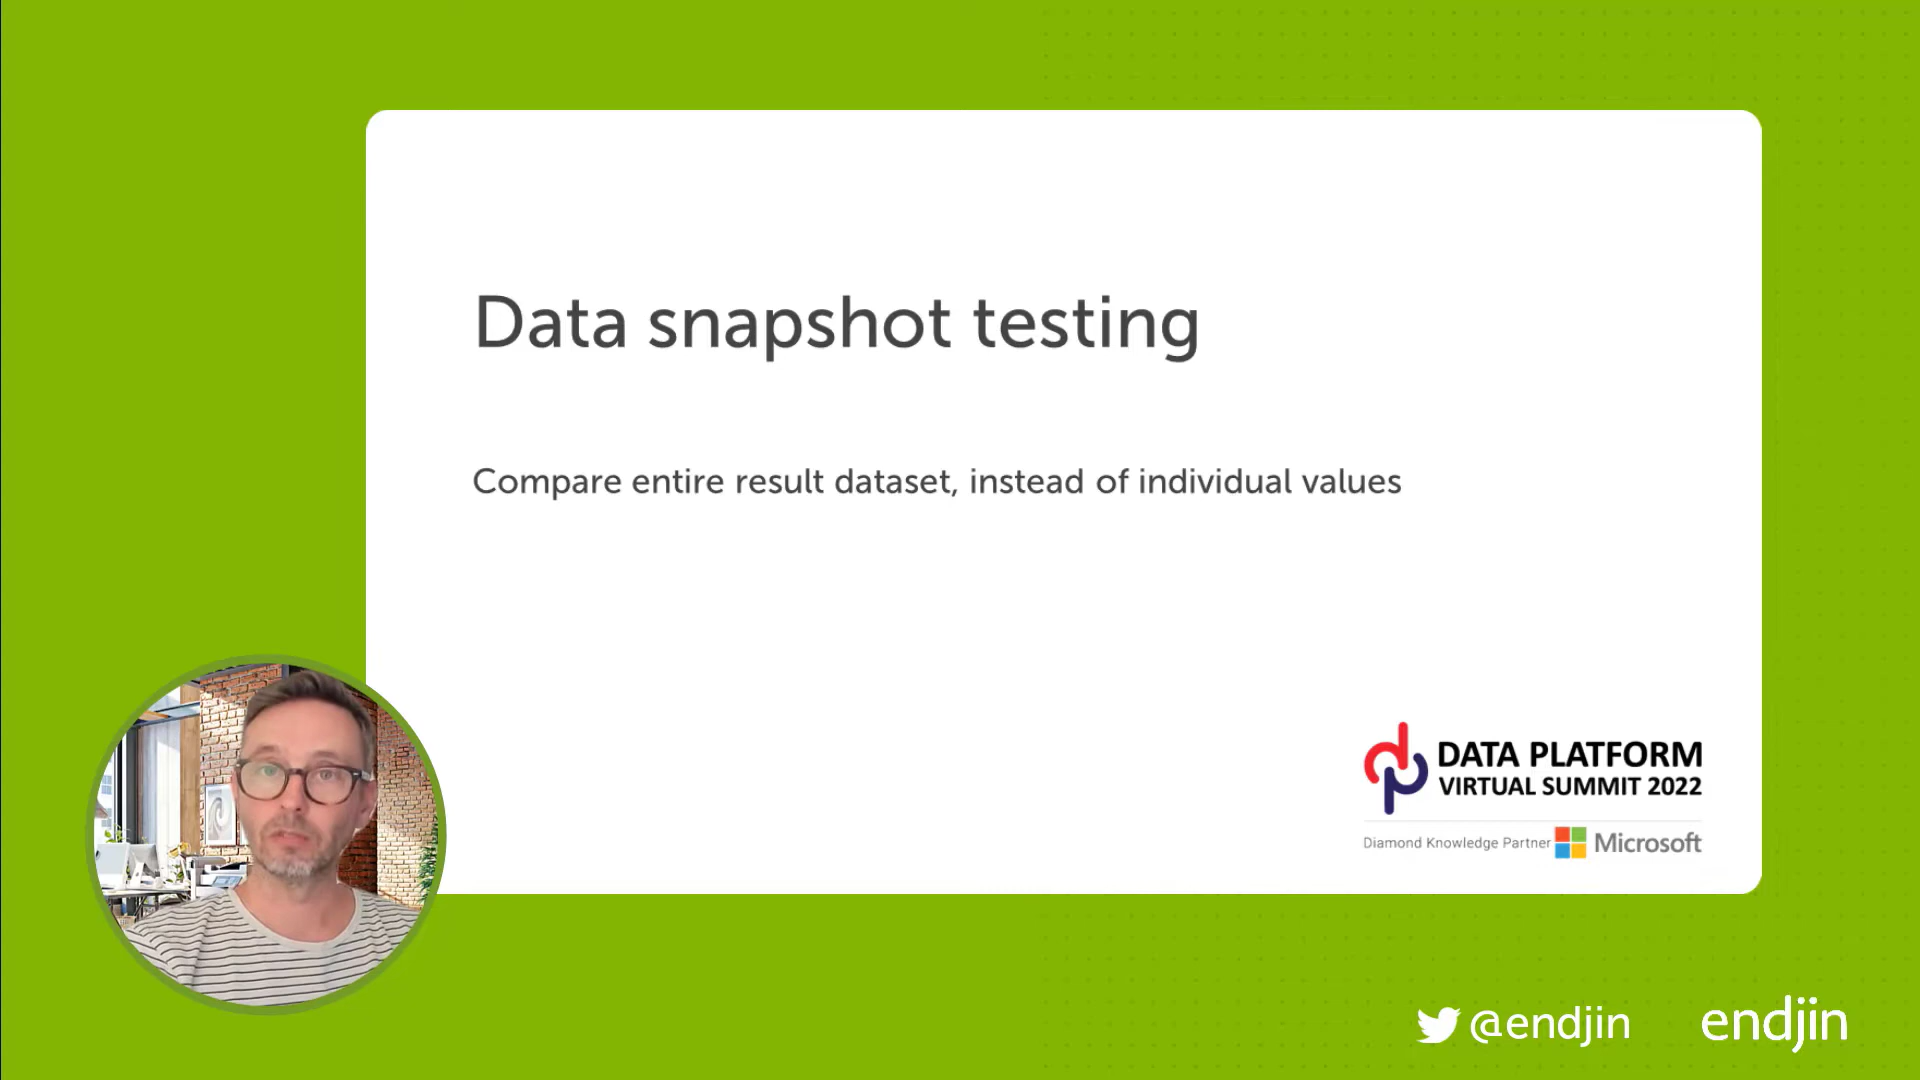 Data snapshot testing
Compare entire result dataset, instead of individual values
DATA PLATFORM
VIRTUAL SUMMIT 2022
Diamond Knowledge Partner Microsoft
@endjin endjin